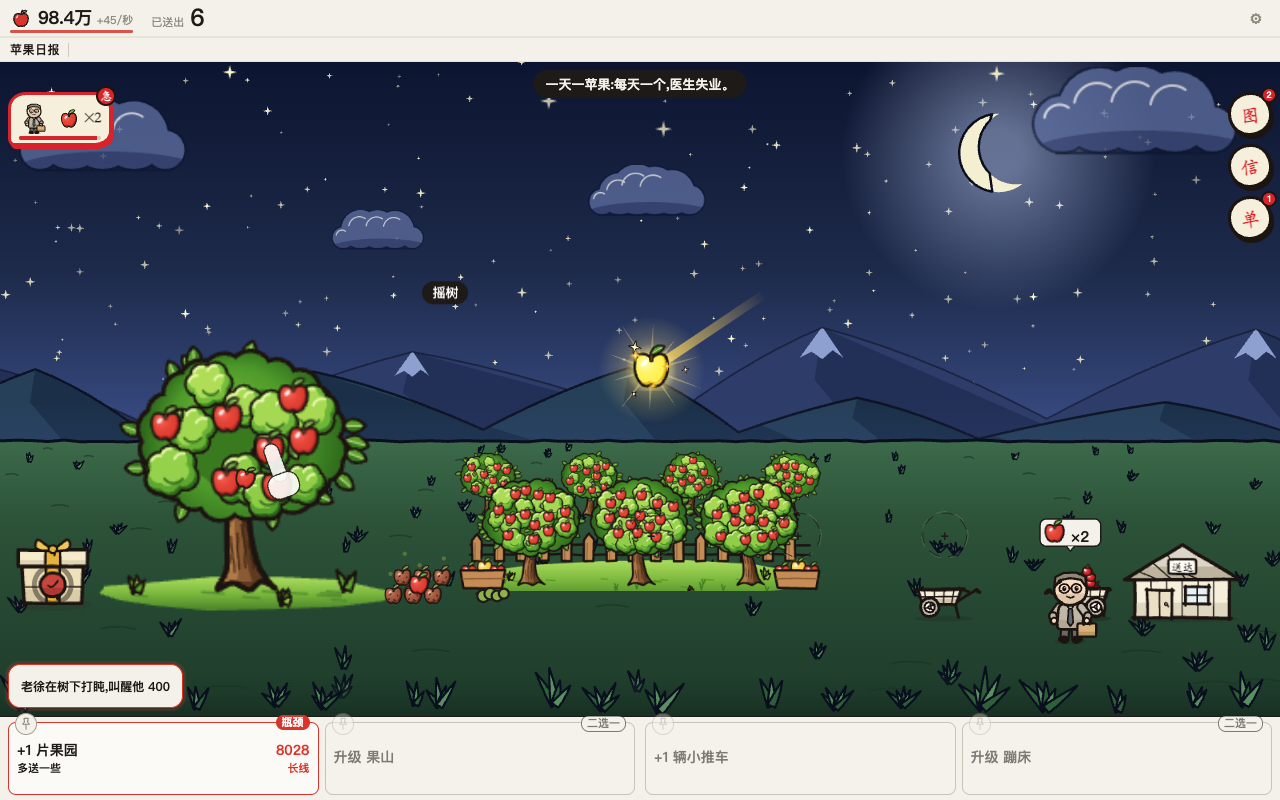 98.4万 +45/秒 已送出 6
苹果日报
一天一苹果:每天一个,医生失业。
急
×2
2
图
信
1
单
摇树
×2
送达
老徐在树下打盹,叫醒他 400
瓶颈
+1 片果园 8028
多送一些 长线
二选一
升级 果山
+1 辆小推车
二选一
升级 蹦床